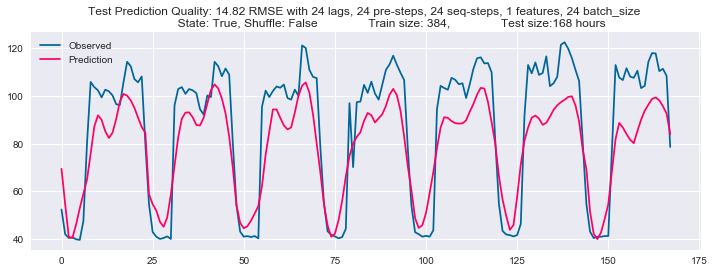 Test Prediction Quality: 14.82 RMSE with 24 lags, 24 pre-steps, 24 seq-steps, 1 features, 24 batch_size
State: True, Shuffle: False Train size: 384, Test size:168 hours
Observed
Prediction
120
100
80
60
40
0 25 50 75 100 125 150 175